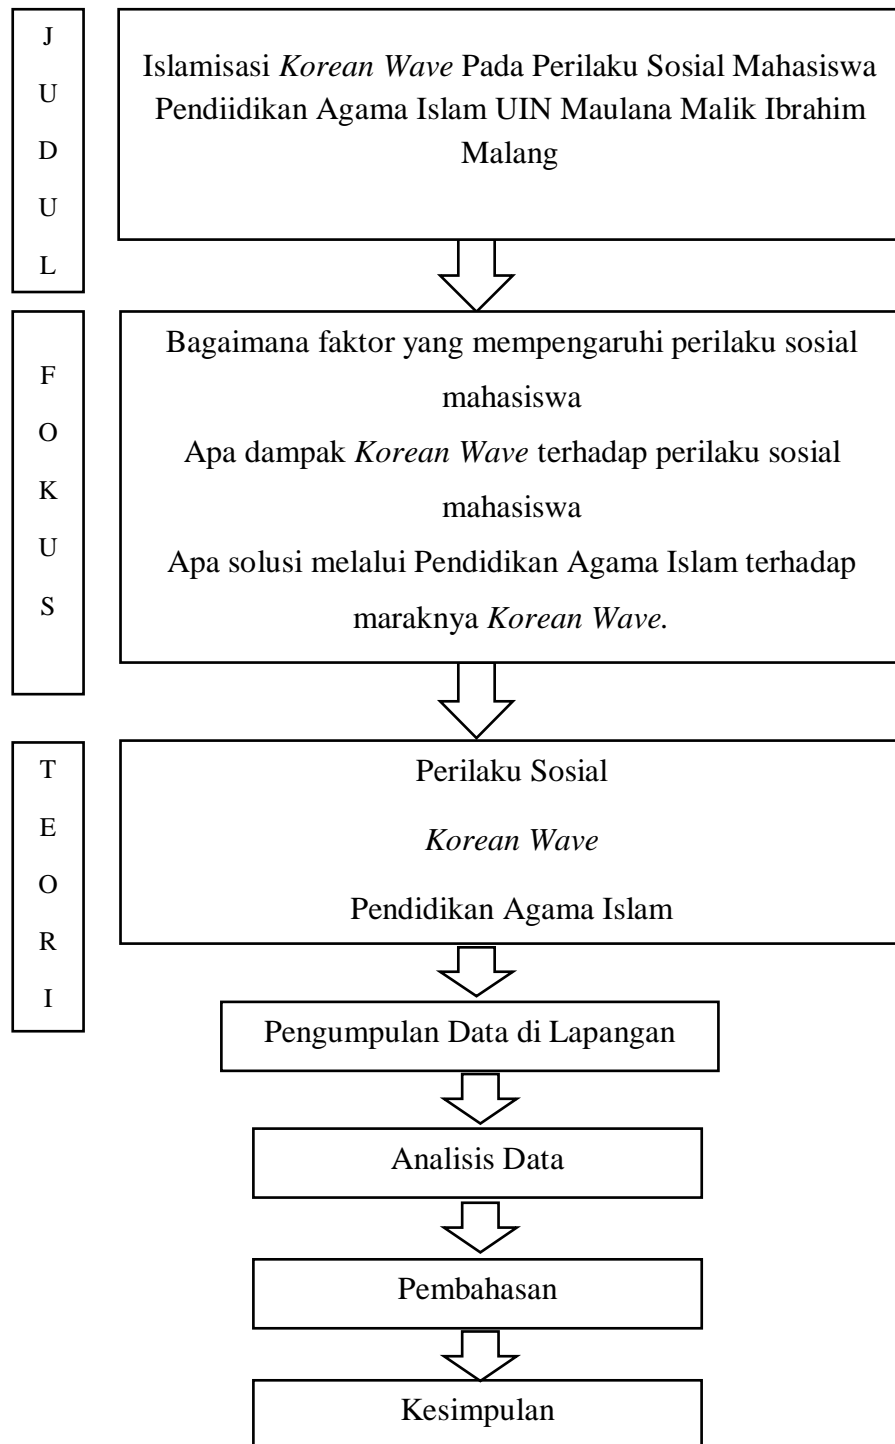 J
U
D
U
L
Islamisasi Korean Wave Pada Perilaku Sosial Mahasiswa
Pendiidikan Agama Islam UIN Maulana Malik Ibrahim
Malang
F
O
K
U
S
Bagaimana faktor yang mempengaruhi perilaku sosial
mahasiswa
Apa dampak Korean Wave terhadap perilaku sosial
mahasiswa
Apa solusi melalui Pendidikan Agama Islam terhadap
maraknya Korean Wave.
T
E
O
R
I
Perilaku Sosial
Korean Wave
Pendidikan Agama Islam
Pengumpulan Data di Lapangan
Analisis Data
Pembahasan
Kesimpulan